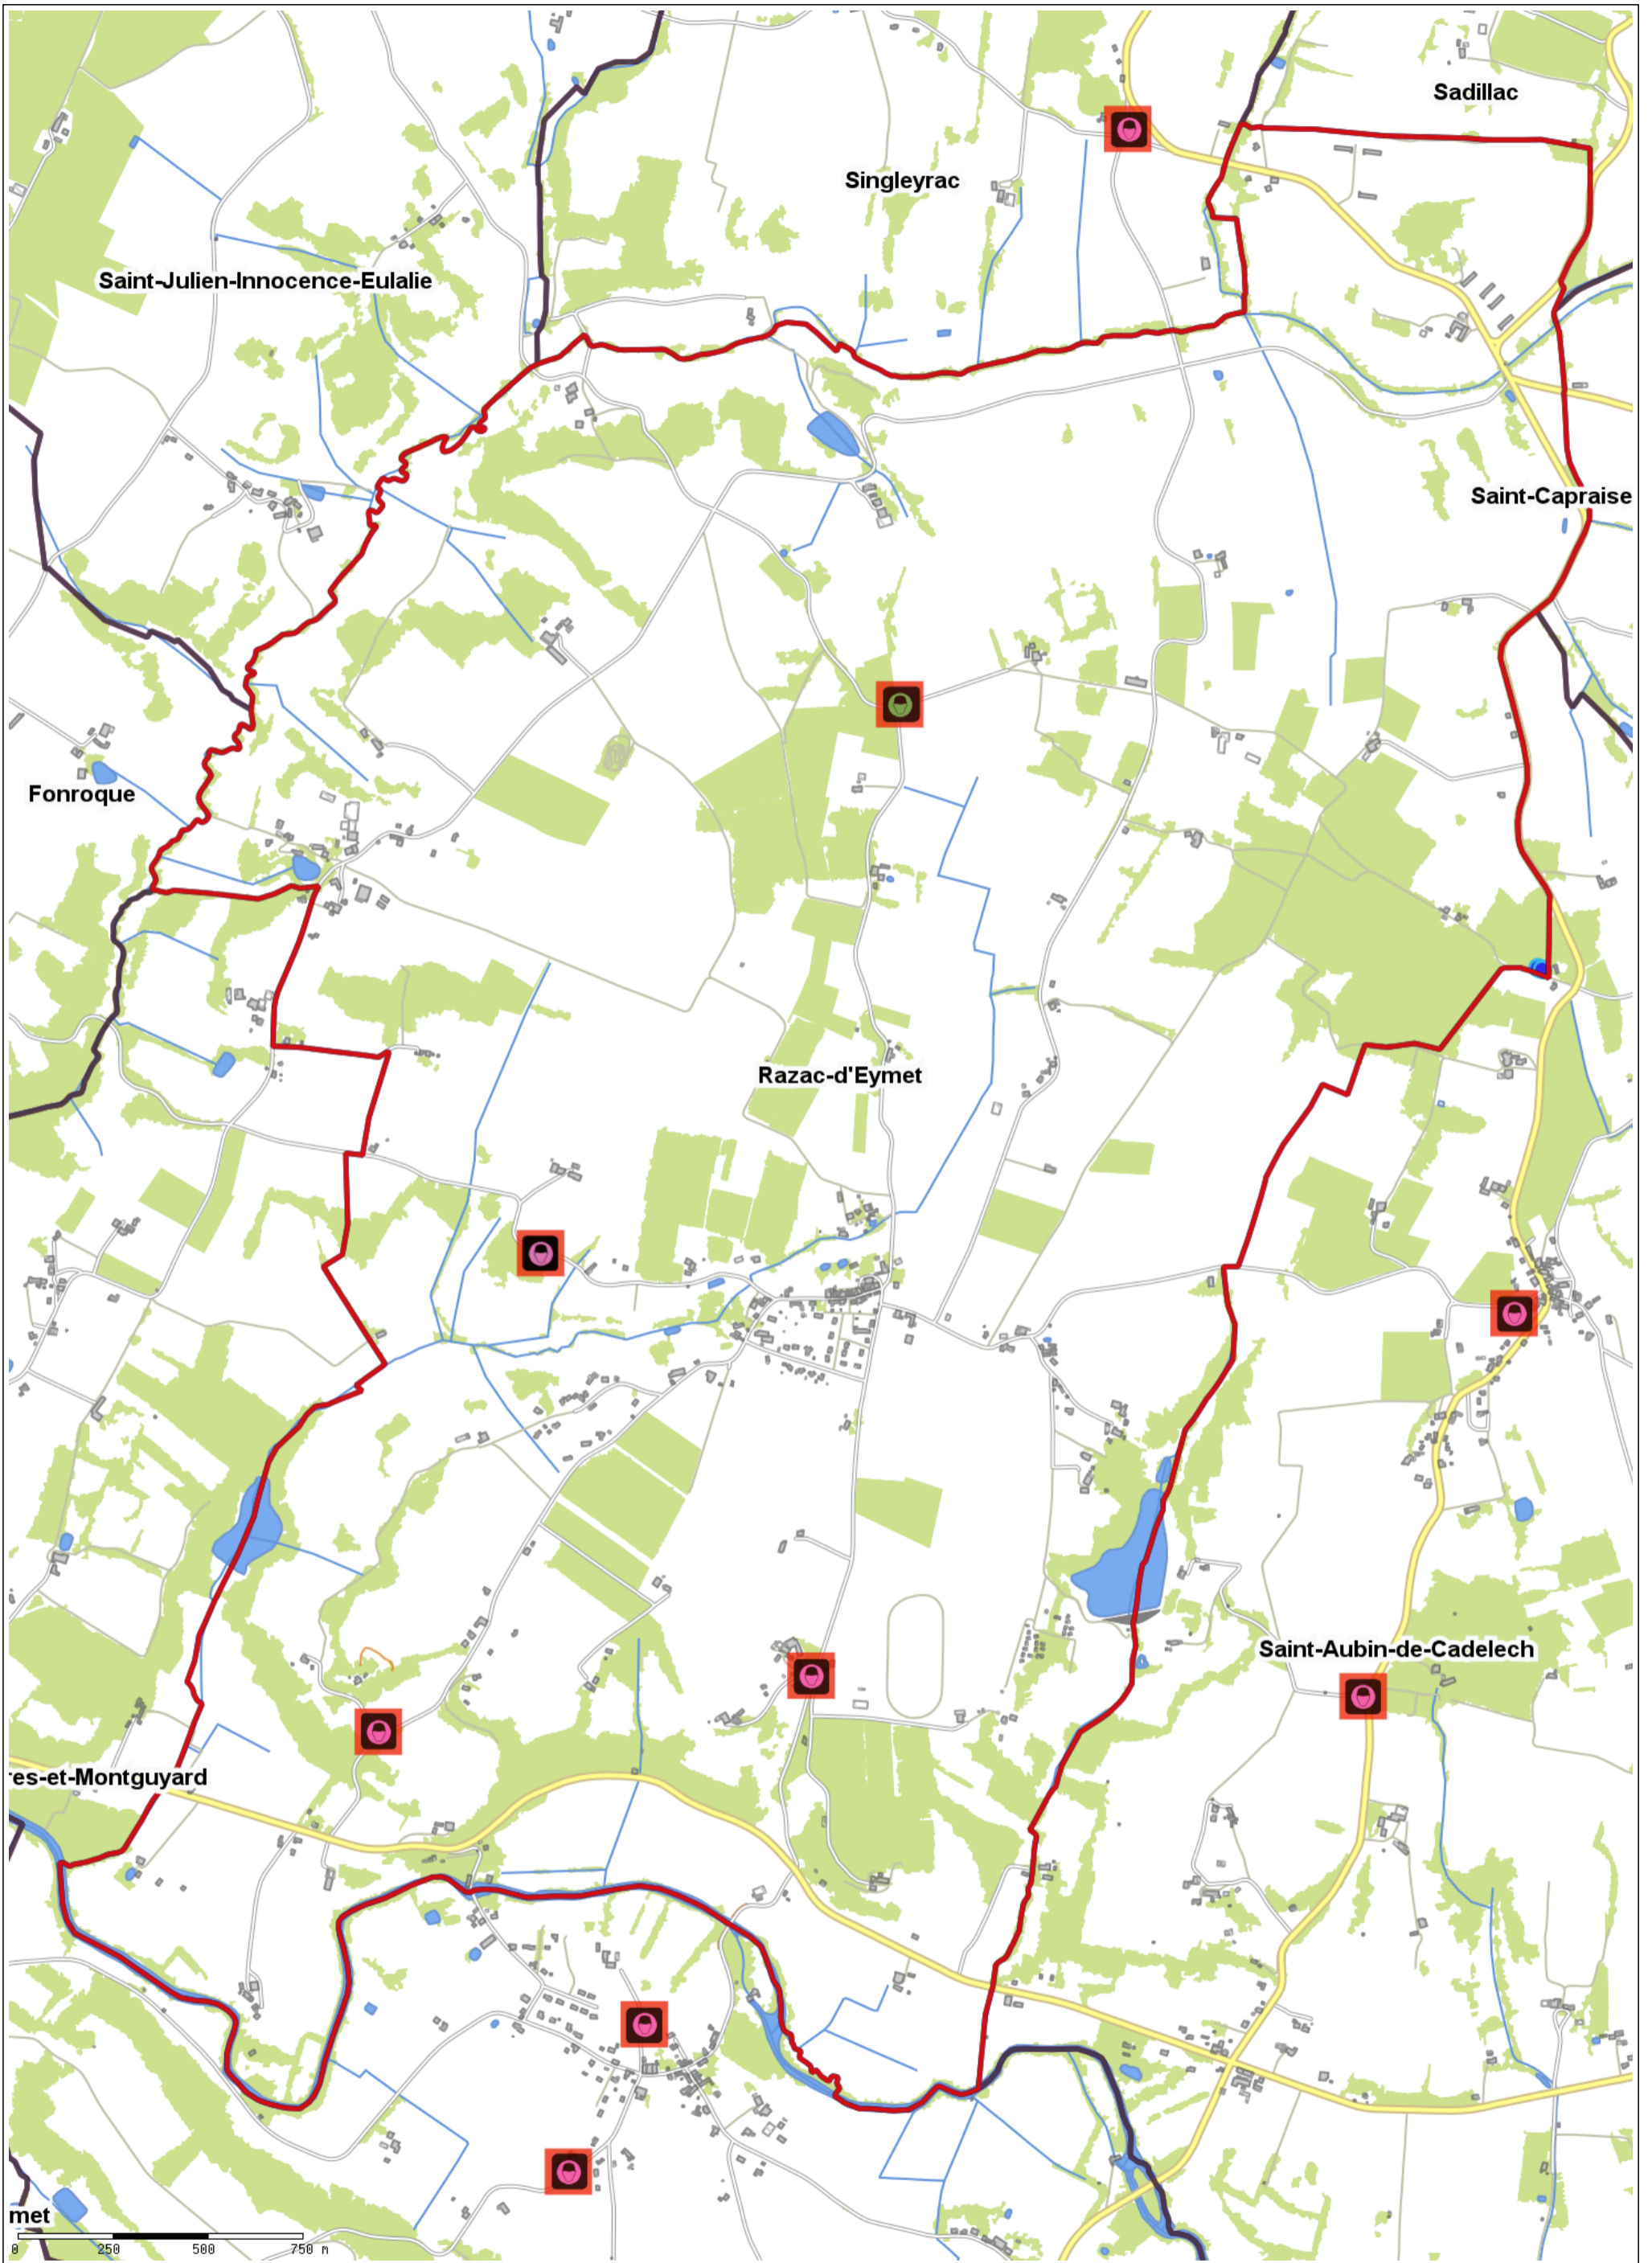 Sadillac
Singleyrac
Saint-Julien-Innocence-Eulalie
Saint-Capraise
Fonroque
Razac-d'Eymet
Saint-Aubin-de-Cadelech
res-et-Montguyard
met
0 250 500 750 m